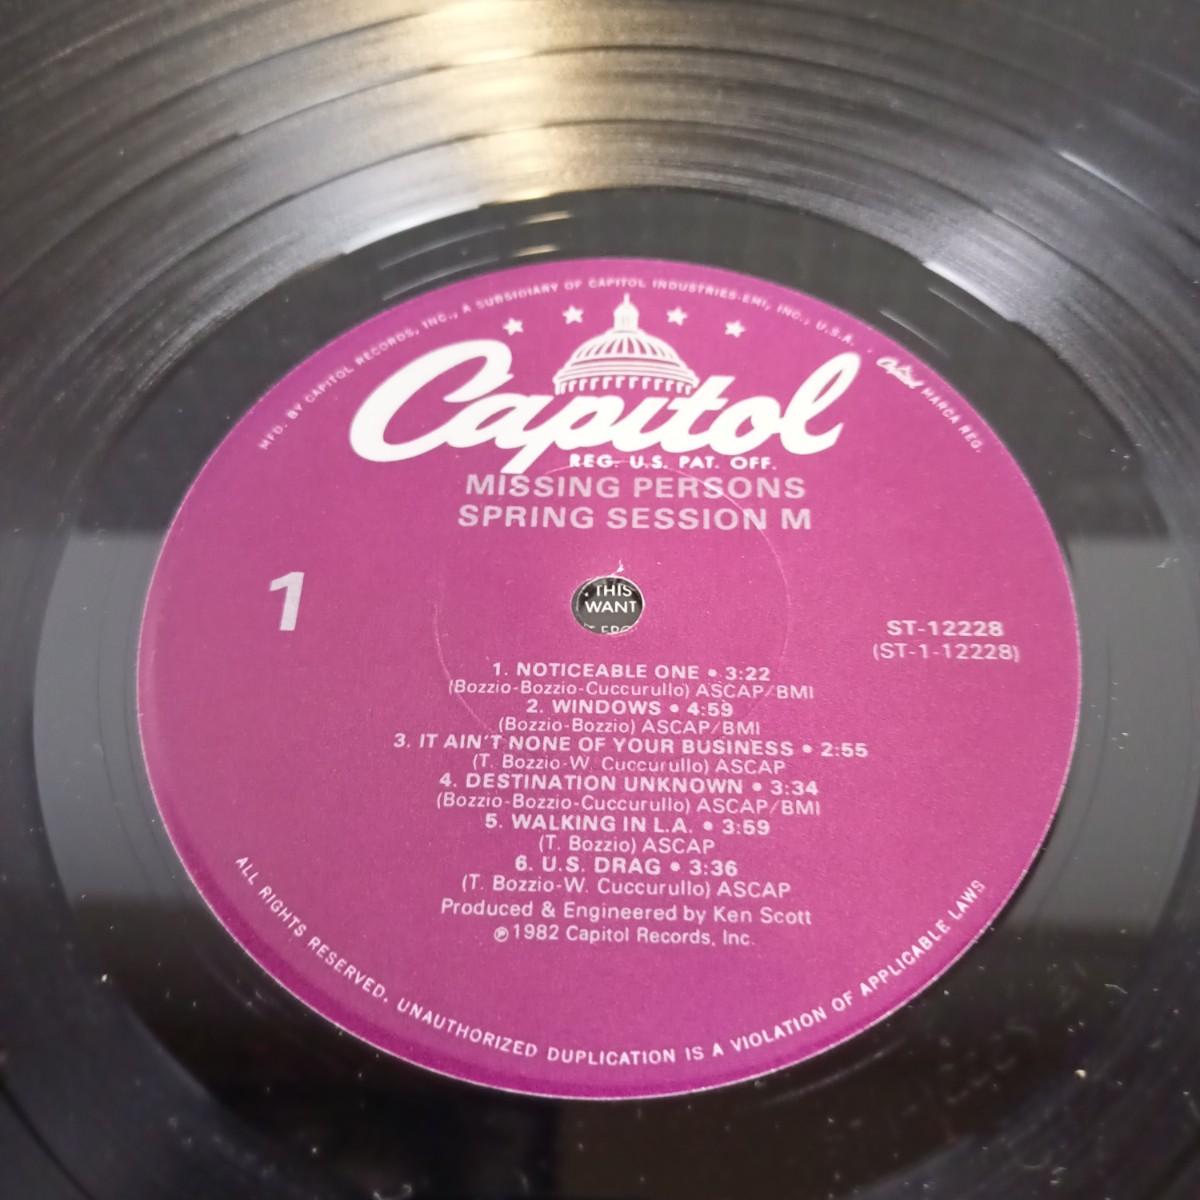 MFD. BY CAPITOL RECORDS, INC., A SUBSIDIARY OF CAPITOL INDUSTRIES-EMI, INC., U.S.A. . Capitol MARCA REG.
Capitol
REG. U.S. PAT. OFF.
MISSING PERSONS
SPRING SESSION M
1
THIS
WANT
ST-12228
(ST-1-12228)
1. NOTICEABLE ONE • 3:22
(Bozzio-Bozzio-Cuccurullo) ASCAP/BMI
2. WINDOWS • 4:59
(Bozzio-Bozzio) ASCAP/BMI
3. IT AIN'T NONE OF YOUR BUSINESS • 2:55
(T. Bozzio-W. Cuccurullo) ASCAP
4. DESTINATION UNKNOWN • 3:34
(Bozzio-Bozzio-Cuccurullo) ASCAP/BMI
5. WALKING IN L.A. • 3:59
(T. Bozzio) ASCAP
6. U.S. DRAG • 3:36
(T. Bozzio-W. Cuccurullo) ASCAP
Produced & Engineered by Ken Scott
℗1982 Capitol Records, Inc.
ALL RIGHTS RESERVED. UNAUTHORIZED DUPLICATION IS A VIOLATION OF APPLICABLE LAWS